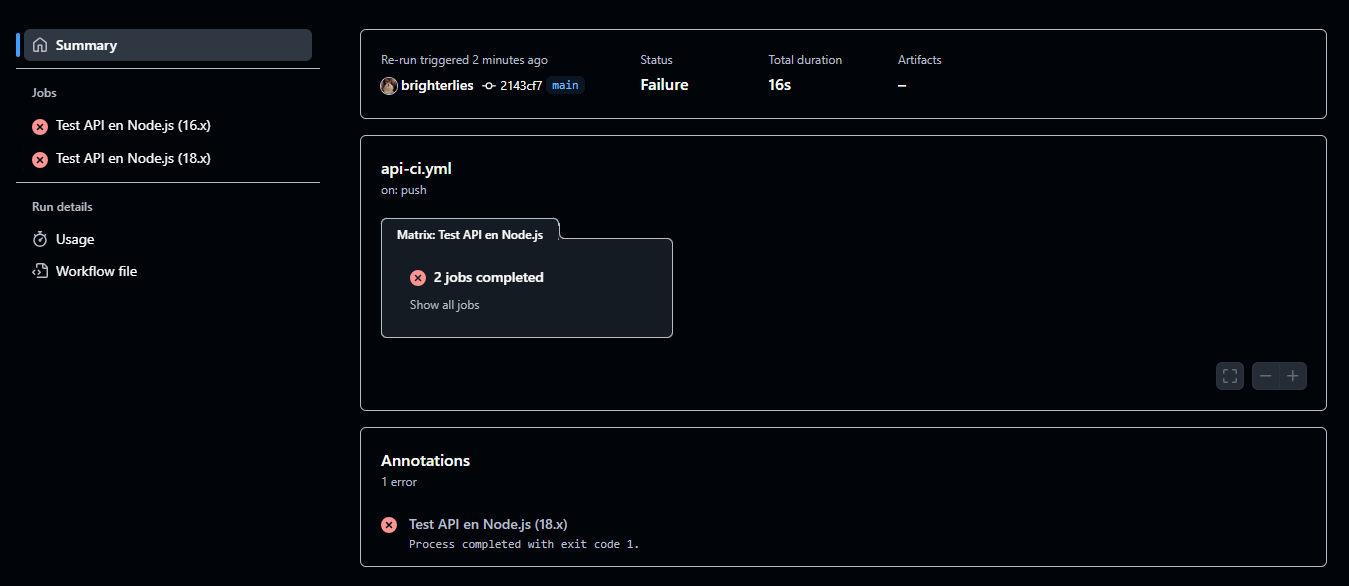 Summary
Jobs
Test API en Node.js (16.x)
Test API en Node.js (18.x)
Run details
Usage
Workflow file
Re-run triggered 2 minutes ago
brighterlies 2143cf7 main
Status
Failure
Total duration
16s
Artifacts
–
api-ci.yml
on: push
Matrix: Test API en Node.js
2 jobs completed
Show all jobs
Annotations
1 error
Test API en Node.js (18.x)
Process completed with exit code 1.